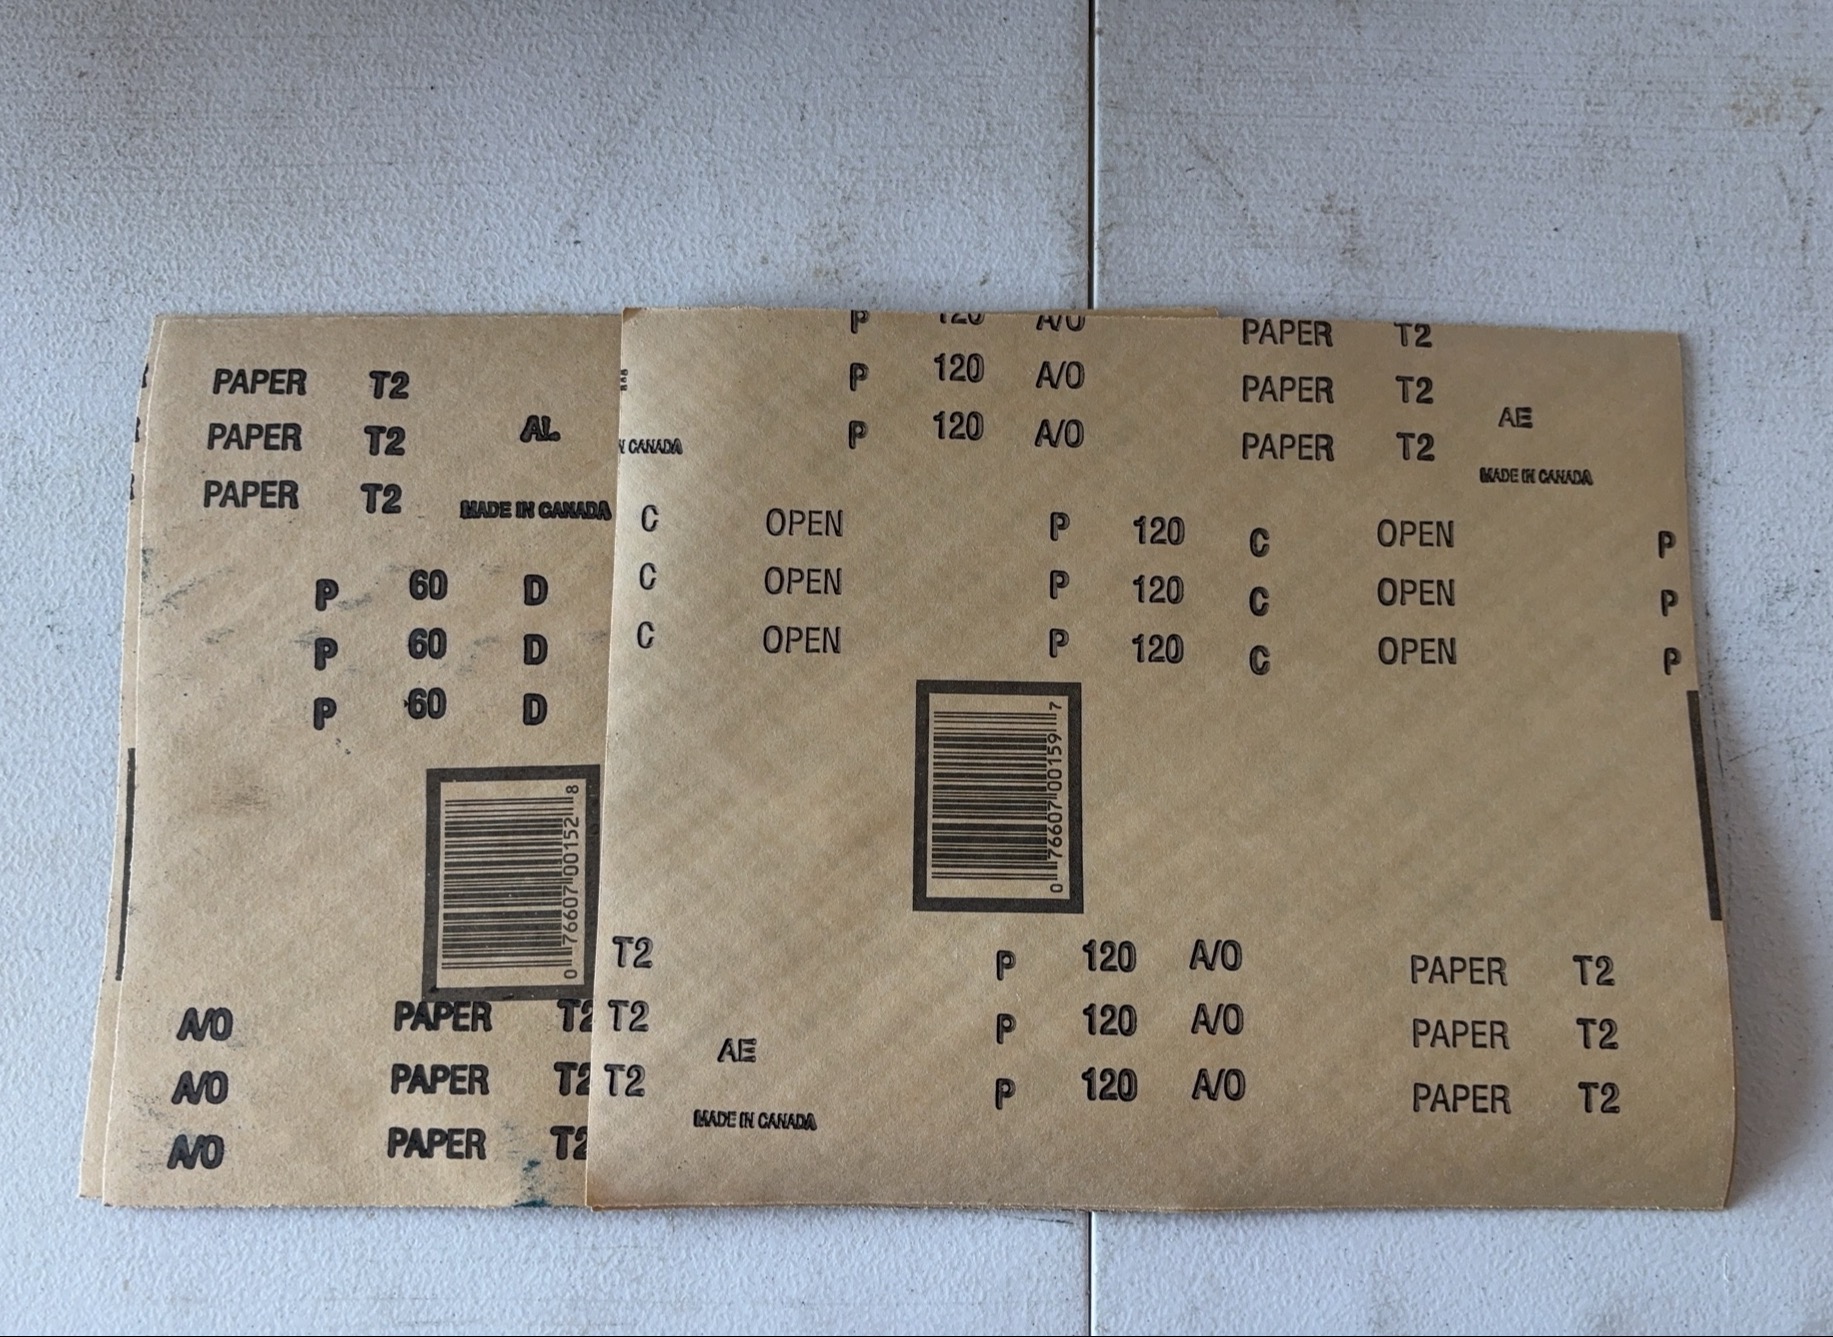 PAPER T2
PAPER T2
AL
PAPER T2
MADE IN CANADA
P 60 D
P 60 D
P 60 D
0 76607 00152 8
A/O PAPER T2
A/O PAPER T2
A/O PAPER T2
P 120 A/O PAPER T2
P 120 A/O PAPER T2
AE
P 120 A/O PAPER T2
CANADA
MADE IN CANADA
C OPEN P 120 C OPEN P
C OPEN P 120 C OPEN P
C OPEN P 120 C OPEN P
0 76607 00159 7
T2 P 120 A/O PAPER T2
T2 P 120 A/O PAPER T2
AE
T2 P 120 A/O PAPER T2
MADE IN CANADA